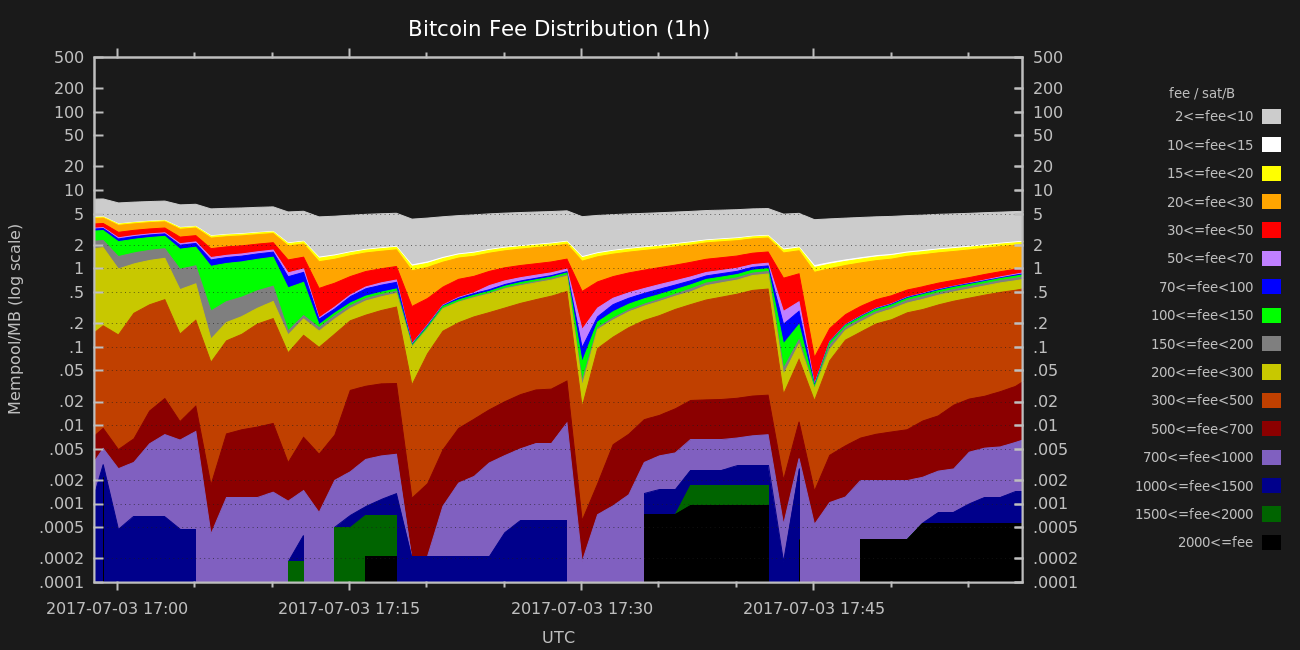 Bitcoin Fee Distribution (1h)
Mempool/MB (log scale)
500
200
100
50
20
10
5
2
1
.5
.2
.1
.05
.02
.01
.005
.002
.001
.0005
.0002
.0001
500
200
100
50
20
10
5
2
1
.5
.2
.1
.05
.02
.01
.005
.002
.001
.0005
.0002
.0001
2017-07-03 17:00
2017-07-03 17:15
2017-07-03 17:30
2017-07-03 17:45
UTC
fee / sat/B
2<=fee<10
10<=fee<15
15<=fee<20
20<=fee<30
30<=fee<50
50<=fee<70
70<=fee<100
100<=fee<150
150<=fee<200
200<=fee<300
300<=fee<500
500<=fee<700
700<=fee<1000
1000<=fee<1500
1500<=fee<2000
2000<=fee